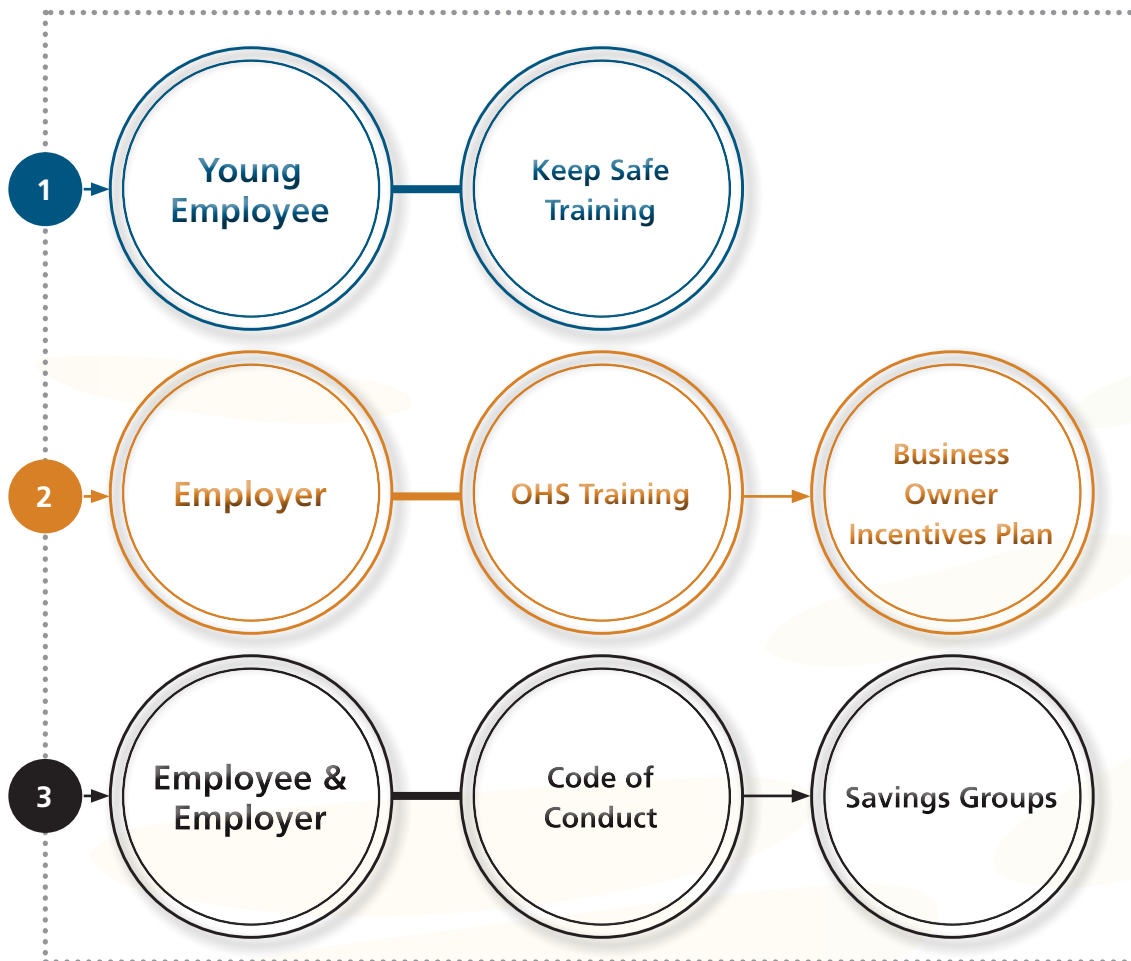 1
Young
Employee
Keep Safe
Training
2
Employer
OHS Training
Business
Owner
Incentives Plan
3
Employee &
Employer
Code of
Conduct
Savings Groups